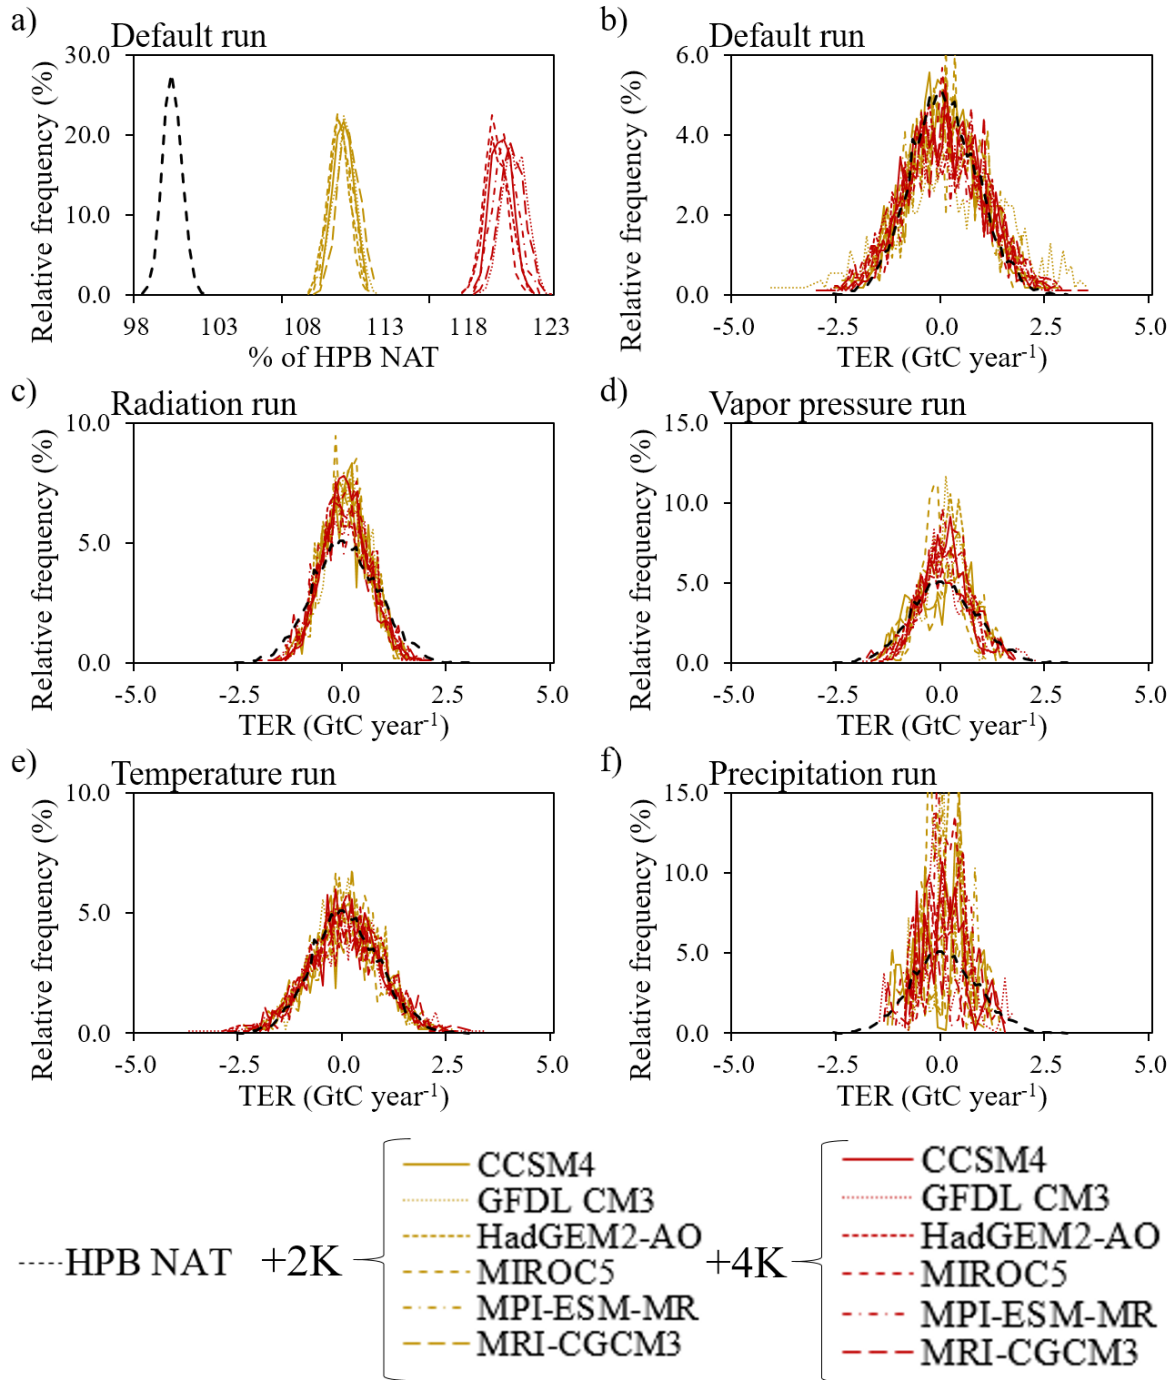 a) Default run
Relative frequency (%)
30.0
20.0
10.0
0.0
98 103 108 113 118 123
% of HPB NAT
b) Default run
Relative frequency (%)
6.0
4.0
2.0
0.0
-5.0 -2.5 0.0 2.5 5.0
TER (GtC year-1)
c) Radiation run
Relative frequency (%)
10.0
5.0
0.0
-5.0 -2.5 0.0 2.5 5.0
TER (GtC year-1)
d) Vapor pressure run
Relative frequency (%)
15.0
10.0
5.0
0.0
-5.0 -2.5 0.0 2.5 5.0
TER (GtC year-1)
e) Temperature run
Relative frequency (%)
10.0
5.0
0.0
-5.0 -2.5 0.0 2.5 5.0
TER (GtC year-1)
f) Precipitation run
Relative frequency (%)
15.0
10.0
5.0
0.0
-5.0 -2.5 0.0 2.5 5.0
TER (GtC year-1)
HPB NAT
+2K
CCSM4
GFDL CM3
HadGEM2-AO
MIROC5
MPI-ESM-MR
MRI-CGCM3
+4K
CCSM4
GFDL CM3
HadGEM2-AO
MIROC5
MPI-ESM-MR
MRI-CGCM3